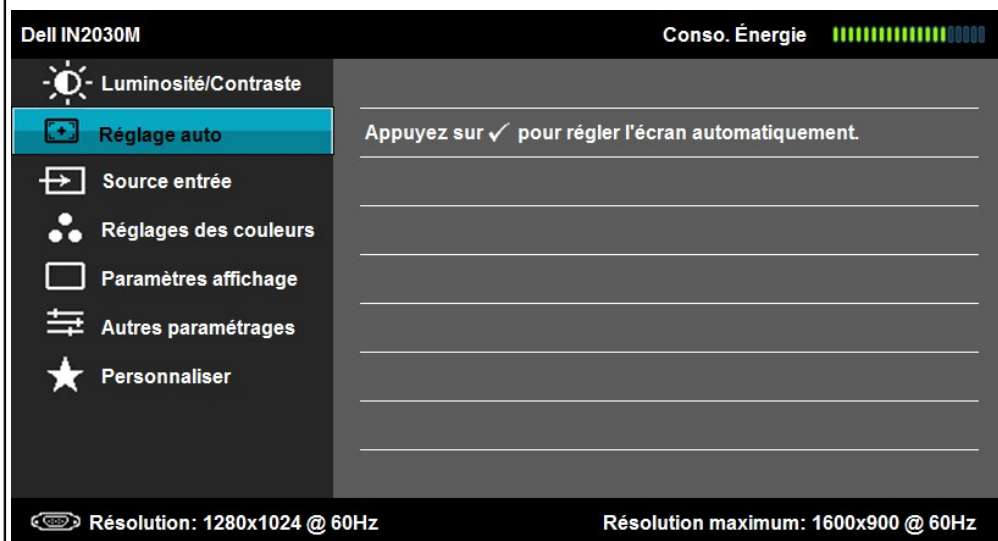 Dell IN2030M Conso. Énergie
Luminosité/Contraste
Réglage auto Appuyez sur ✓ pour régler l'écran automatiquement.
Source entrée
Réglages des couleurs
Paramètres affichage
Autres paramétrages
Personnaliser
Résolution: 1280x1024 @ 60Hz Résolution maximum: 1600x900 @ 60Hz